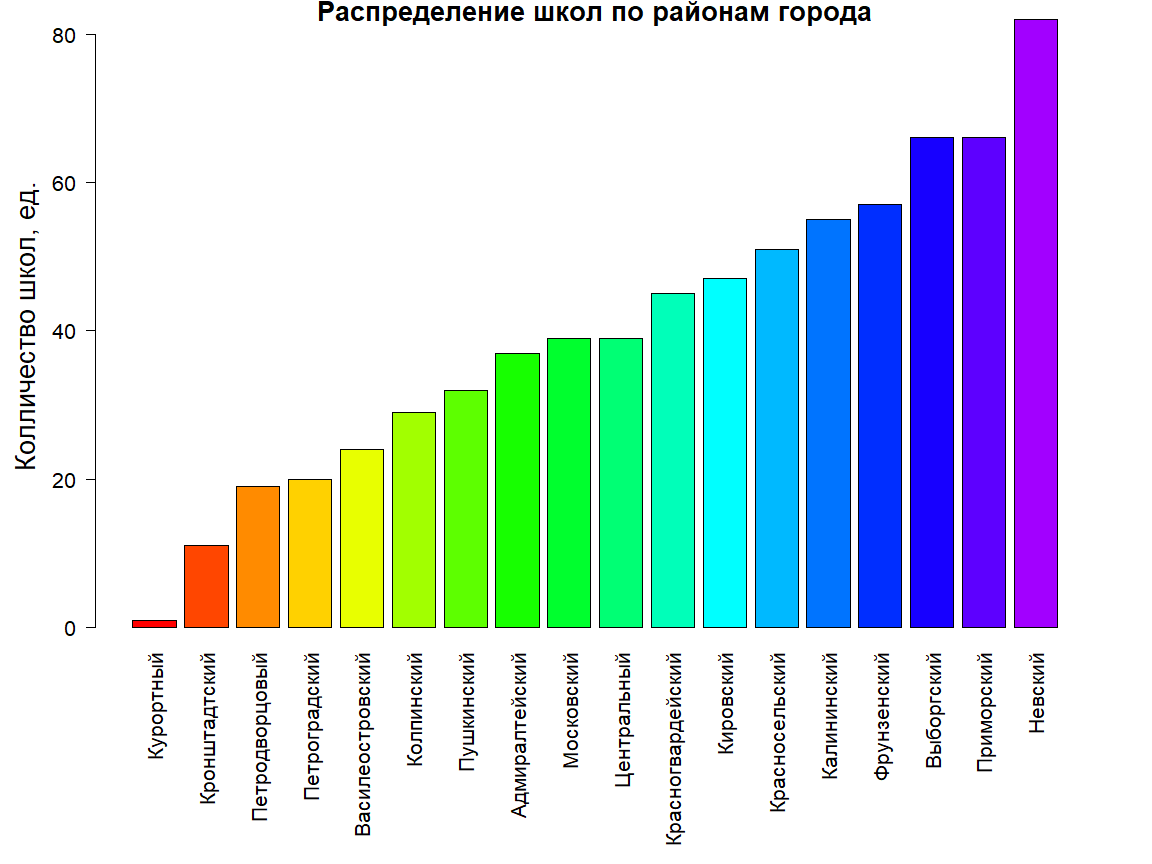 Распределение школ по районам города
Колличество школ, ед.
80
60
40
20
0
Курортный
Кронштадтский
Петродворцовый
Петроградский
Василеостровский
Колпинский
Пушкинский
Адмиралтейский
Московский
Центральный
Красногвардейский
Кировский
Красносельский
Калининский
Фрунзенский
Выборгский
Приморский
Невский